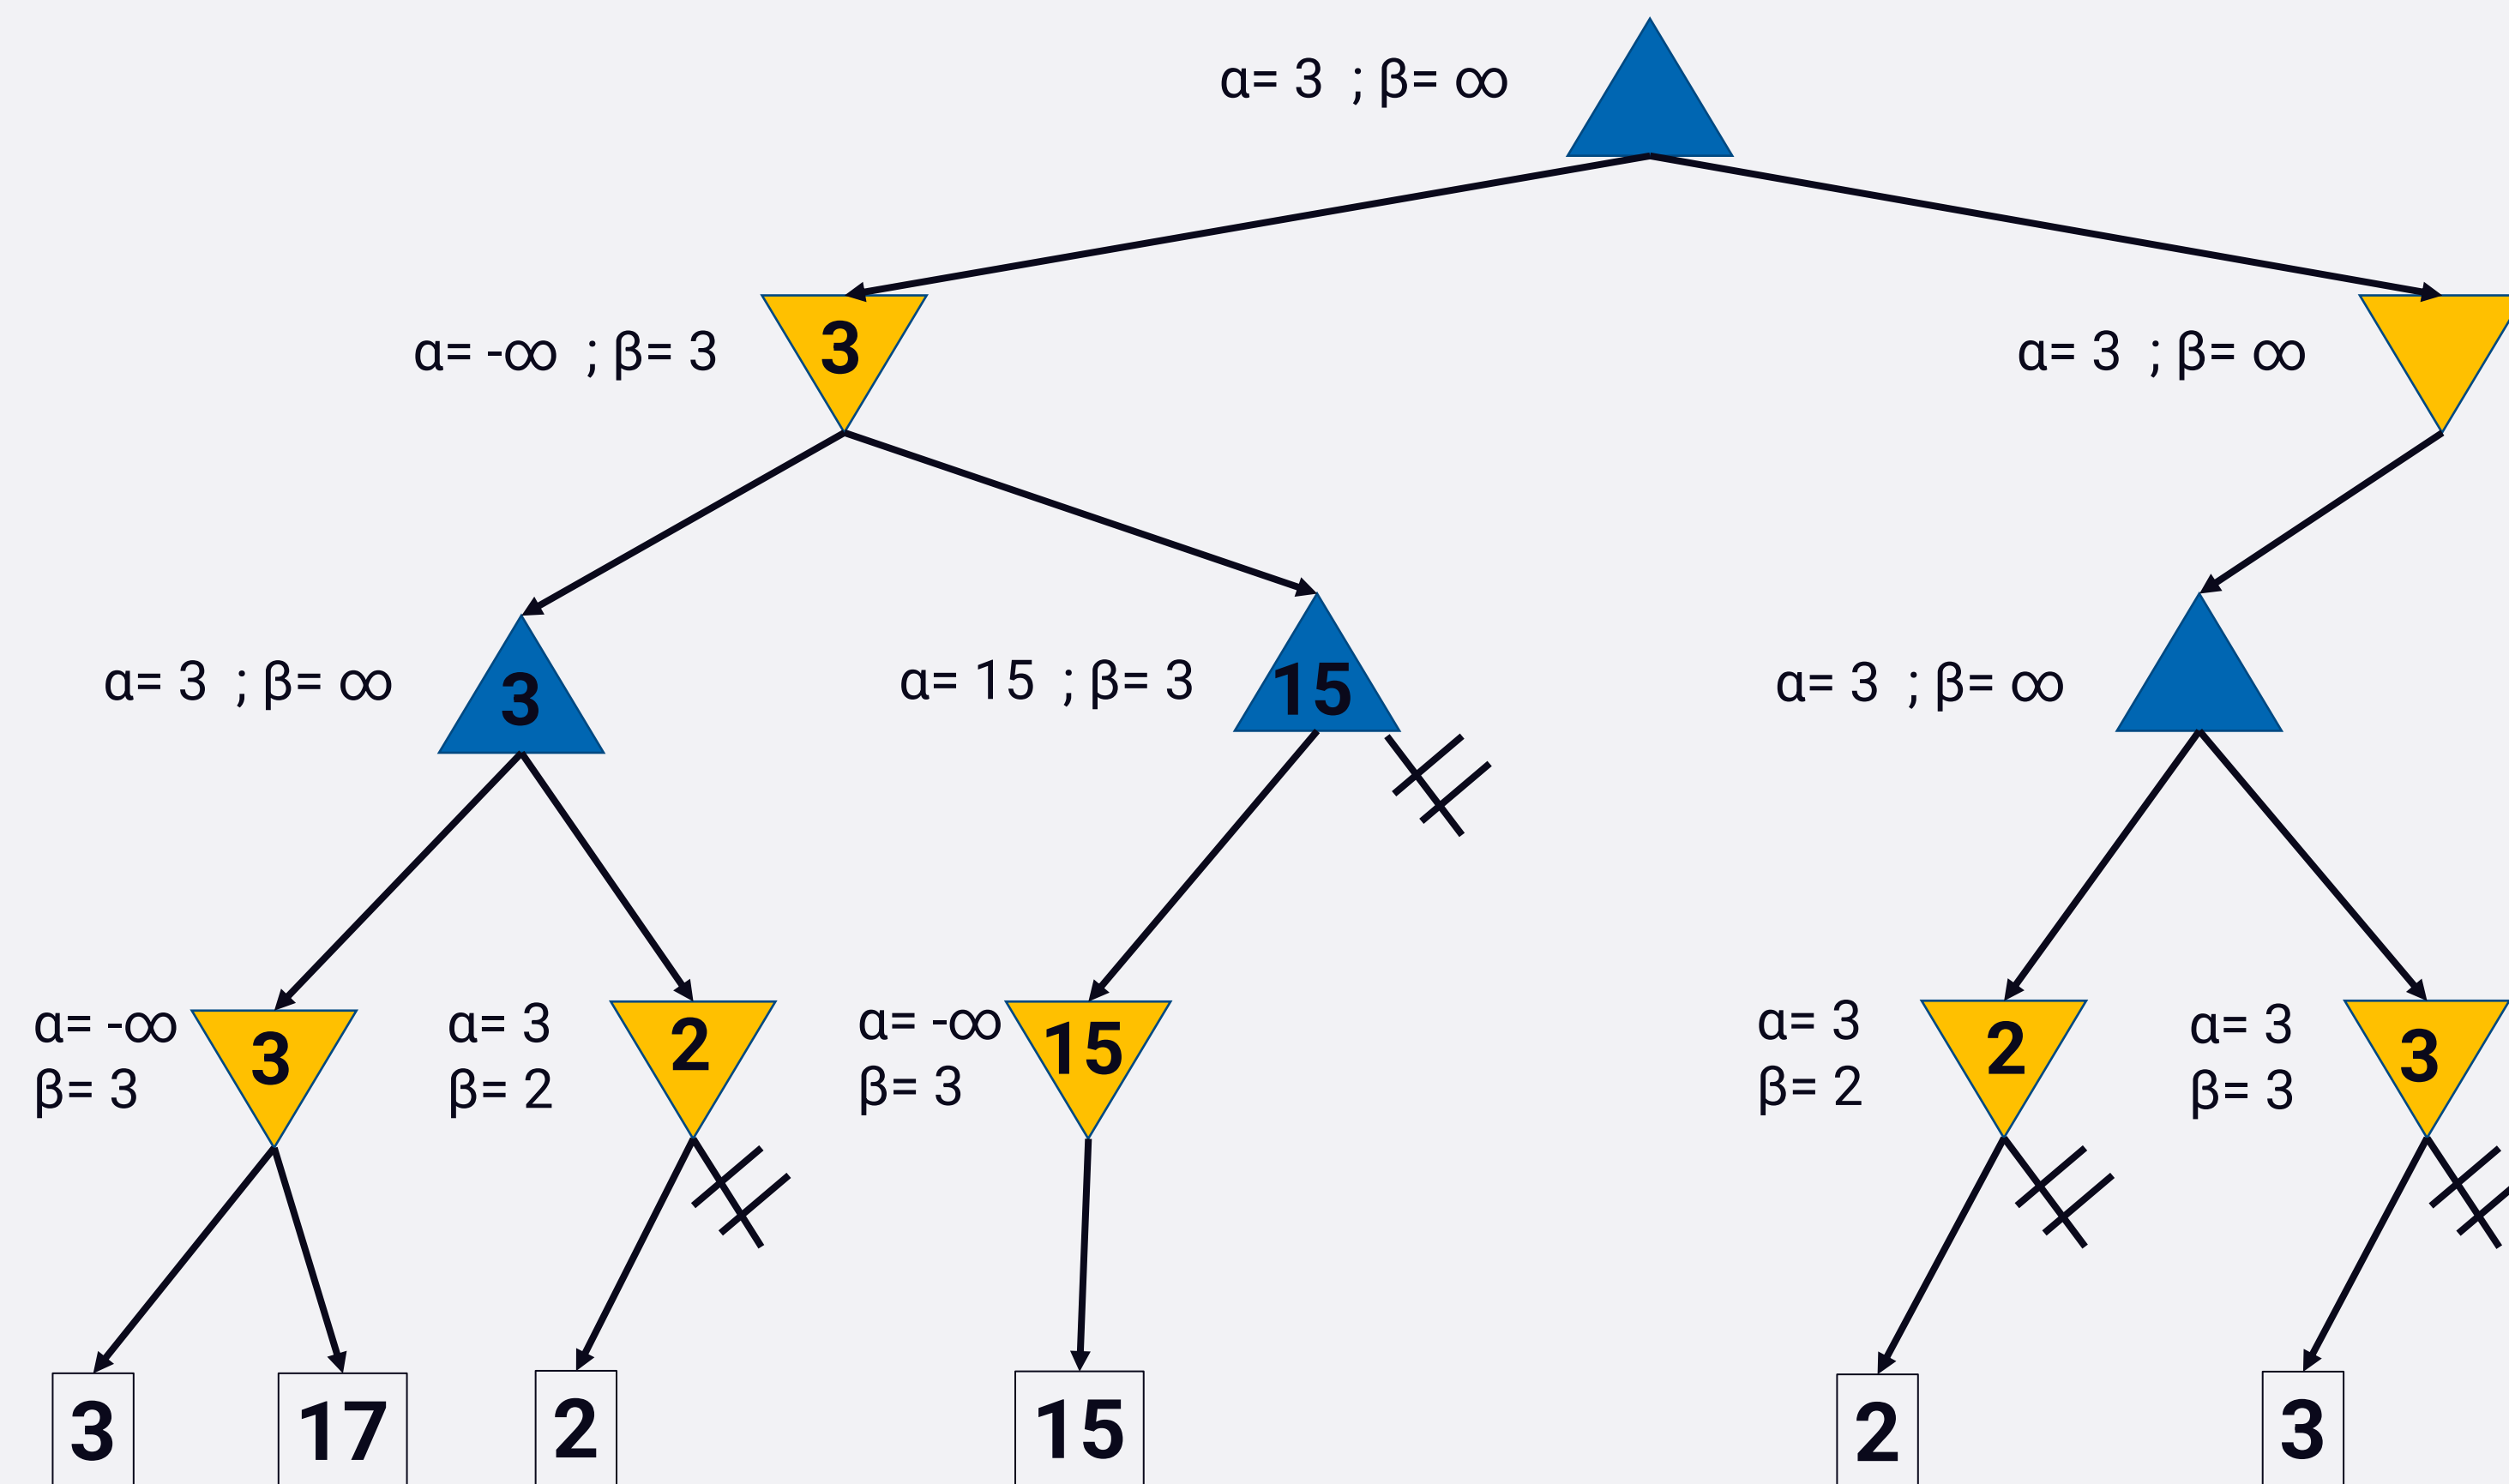 α= 3 ; β= ∞
α= -∞ ; β= 3
3
α= 3 ; β= ∞
α= 3 ; β= ∞
3
α= 15 ; β= 3
15
α= 3 ; β= ∞
α= -∞
β= 3
3
α= 3
β= 2
2
α= -∞
β= 3
15
α= 3
β= 2
2
α= 3
β= 3
3
3
17
2
15
2
3